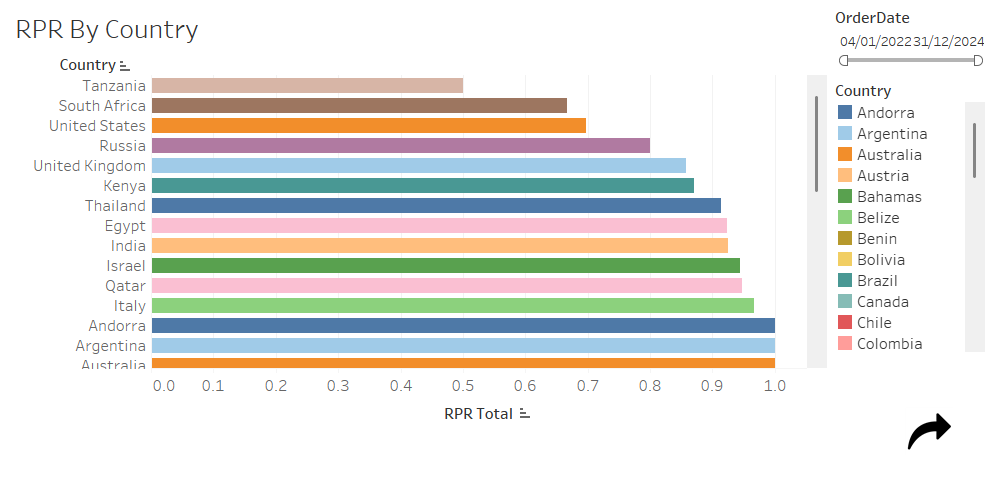 RPR By Country
Country
Tanzania
South Africa
United States
Russia
United Kingdom
Kenya
Thailand
Egypt
India
Israel
Qatar
Italy
Andorra
Argentina
Australia
0.0 0.1 0.2 0.3 0.4 0.5 0.6 0.7 0.8 0.9 1.0
RPR Total
OrderDate
04/01/2022 31/12/2024
Country
Andorra
Argentina
Australia
Austria
Bahamas
Belize
Benin
Bolivia
Brazil
Canada
Chile
Colombia